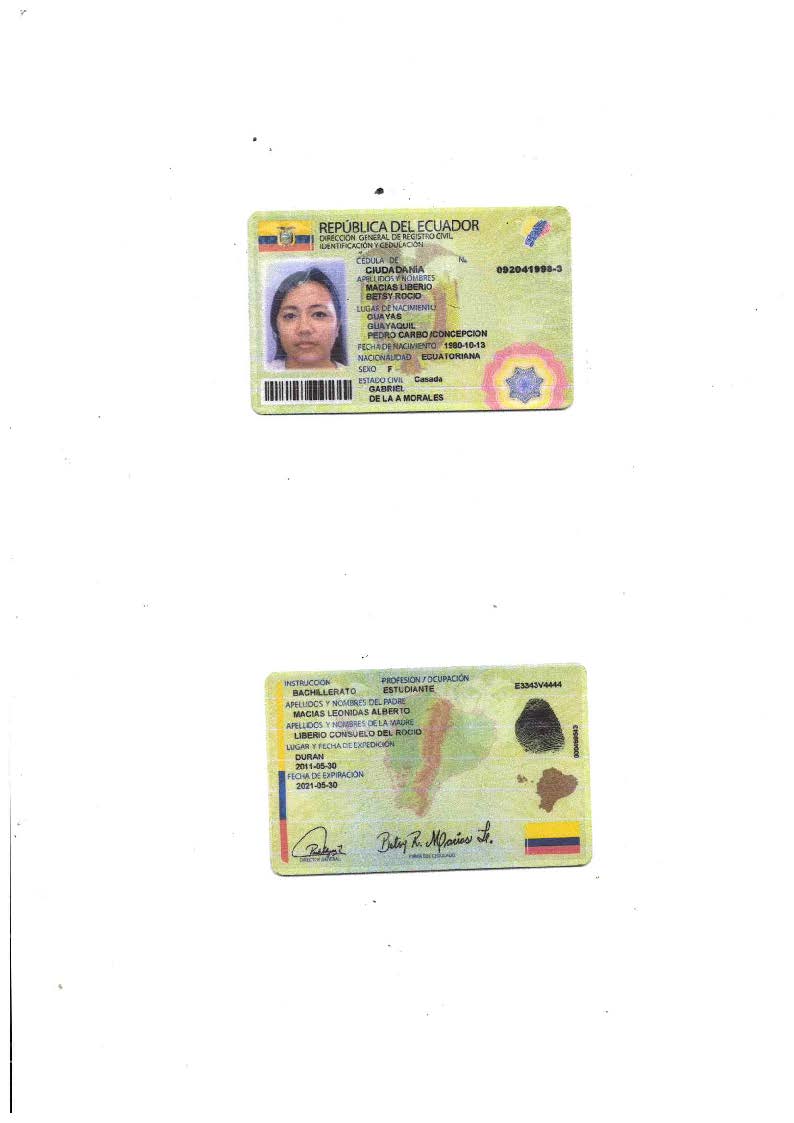 REPÚBLICA DEL ECUADOR
DIRECCIÓN GENERAL DE REGISTRO CIVIL,
IDENTIFICACIÓN Y CEDULACIÓN
CÉDULA DE No.
CIUDADANÍA 092041998-3
APELLIDOS Y NOMBRES
MACIAS LIBERIO
BETSY ROCIO
LUGAR DE NACIMIENTO
GUAYAS
GUAYAQUIL
PEDRO CARBO /CONCEPCION
FECHA DE NACIMIENTO 1980-10-13
NACIONALIDAD ECUATORIANA
SEXO F
ESTADO CIVIL Casada
GABRIEL
DE LA A MORALES
INSTRUCCIÓN PROFESIÓN / OCUPACIÓN
BACHILLERATO ESTUDIANTE E3343V4444
APELLIDOS Y NOMBRES DEL PADRE
MACIAS LEONIDAS ALBERTO
APELLIDOS Y NOMBRES DE LA MADRE
LIBERIO CONSUELO DEL ROCIO
LUGAR Y FECHA DE EXPEDICIÓN
DURAN
2011-05-30
FECHA DE EXPIRACIÓN
2021-05-30
Betsy R. Macias L.
DIRECTOR GENERAL FIRMA DEL CEDULADO